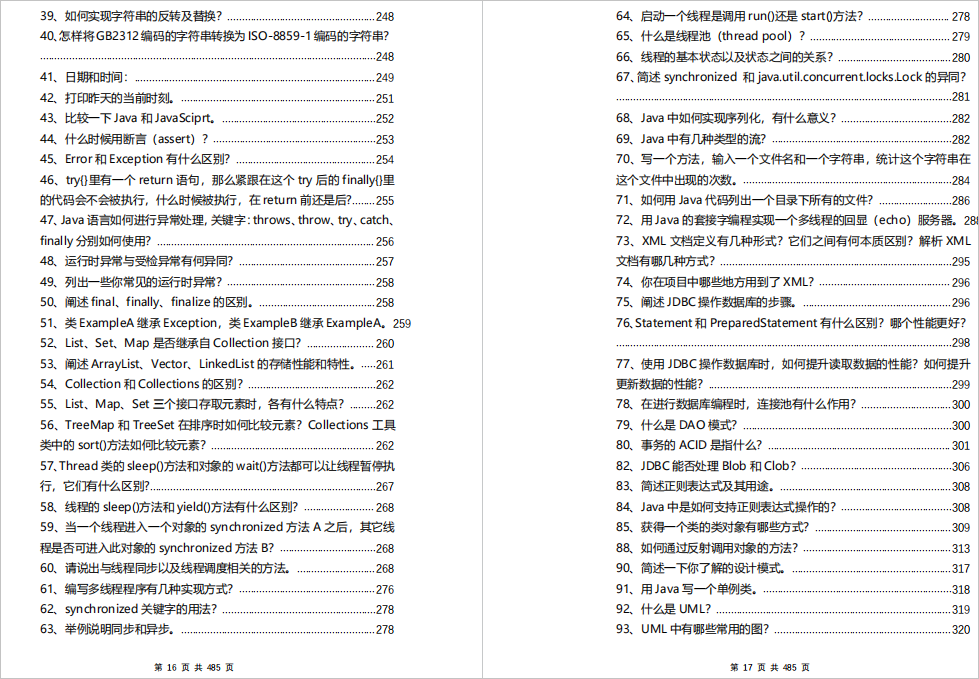 39、如何实现字符串的反转及替换? ........248
40、怎样将GB2312编码的字符串转换为ISO-8859-1编码的字符串?
........248
41、日期和时间: ........249
42、打印昨天的当前时刻。 ........251
43、比较一下 Java 和 JavaSciprt。 ........252
44、什么时候用断言（assert）? ........253
45、Error 和 Exception 有什么区别? ........254
46、try{}里有一个 return 语句，那么紧跟在这个 try 后的 finally{}里
的代码会不会被执行，什么时候被执行，在 return 前还是后?......255
47、Java 语言如何进行异常处理，关键字: throws、throw、try、catch、
finally 分别如何使用? ........256
48、运行时异常与受检异常有何异同? ........257
49、列出一些你常见的运行时异常? ........258
50、阐述 final、finally、finalize 的区别。 ........258
51、类 ExampleA 继承 Exception，类 ExampleB 继承 ExampleA。 259
52、List、Set、Map 是否继承自 Collection 接口? ........260
53、阐述 ArrayList、Vector、LinkedList 的存储性能和特性。 .....261
54、Collection 和 Collections 的区别? ........262
55、List、Map、Set 三个接口存取元素时，各有什么特点? ........262
56、TreeMap 和 TreeSet 在排序时如何比较元素? Collections 工具
类中的 sort()方法如何比较元素? ........262
57、Thread 类的 sleep()方法和对象的 wait()方法都可以让线程暂停执
行，它们有什么区别?........267
58、线程的 sleep()方法和 yield()方法有什么区别? ........268
59、当一个线程进入一个对象的 synchronized 方法 A 之后，其它线
程是否可进入此对象的 synchronized 方法 B? ........268
60、请说出与线程同步以及线程调度相关的方法。 ........268
61、编写多线程程序有几种实现方式? ........276
62、synchronized 关键字的用法? ........278
63、举例说明同步和异步。 ........278
第 16 页 共 485 页
64、启动一个线程是调用 run()还是 start()方法? ........278
65、什么是线程池（thread pool）? ........279
66、线程的基本状态以及状态之间的关系? ........280
67、简述 synchronized 和 java.util.concurrent.locks.Lock 的异同?
........281
68、Java 中如何实现序列化，有什么意义? ........282
69、Java 中有几种类型的流? ........282
70、写一个方法，输入一个文件名和一个字符串，统计这个字符串在
这个文件中出现的次数。 ........284
71、如何用 Java 代码列出一个目录下所有的文件? ........286
72、用 Java 的套接字编程实现一个多线程的回显（echo）服务器。 28
73、XML 文档定义有几种形式? 它们之间有何本质区别? 解析 XML
文档有哪几种方式? ........295
74、你在项目中哪些地方用到了 XML? ........296
75、阐述 JDBC 操作数据库的步骤。 ........296
76、Statement 和 PreparedStatement 有什么区别? 哪个性能更好?
........298
77、使用 JDBC 操作数据库时，如何提升读取数据的性能? 如何提升
更新数据的性能? ........299
78、在进行数据库编程时，连接池有什么作用? ........300
79、什么是 DAO 模式? ........300
80、事务的 ACID 是指什么? ........301
82、JDBC 能否处理 Blob 和 Clob? ........306
83、简述正则表达式及其用途。 ........308
84、Java 中是如何支持正则表达式操作的? ........308
85、获得一个类的类对象有哪些方式? ........309
88、如何通过反射调用对象的方法? ........313
90、简述一下你了解的设计模式。 ........317
91、用 Java 写一个单例类。 ........318
92、什么是 UML? ........319
93、UML 中有哪些常用的图? ........320
第 17 页 共 485 页